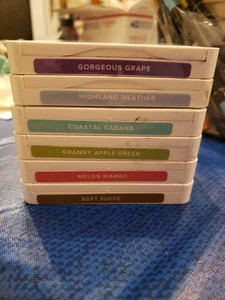 GORGEOUS GRAPE
HIGHLAND HEATHER
COASTAL CABANA
GRANNY APPLE GREEN
MELON MAMBO
SOFT SUEDE